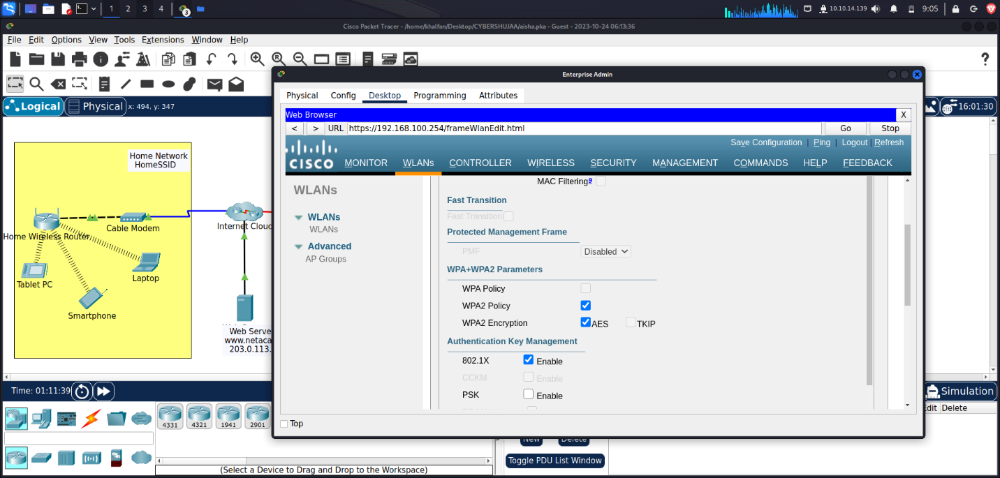 1 2 3 4 3 10.10.14.139 9:05
Cisco Packet Tracer - /home/khalfan/Desktop/CYBERSHUJAA/aisha.pka - Guest - 2023-10-24 06:13:36
File Edit Options View Tools Extensions Window Help
Enterprise Admin
Physical Config Desktop Programming Attributes
Logical Physical x: 494, y: 347
16:01:30
Web Browser X
< > URL https://192.168.100.254/frameWlanEdit.html Go Stop
Save Configuration | Ping | Logout | Refresh
CISCO MONITOR WLANs CONTROLLER WIRELESS SECURITY MANAGEMENT COMMANDS HELP FEEDBACK
WLANs
WLANs
WLANs
Advanced
AP Groups
MAC Filtering9
Fast Transition
Fast Transition
Protected Management Frame
PMF Disabled
WPA+WPA2 Parameters
WPA Policy
WPA2 Policy
WPA2 Encryption AES TKIP
Authentication Key Management
802.1X Enable
CCKM Enable
PSK Enable
Top
Home Network
HomeSSID
Cable Modem
Internet Cloud
Home Wireless Router
Tablet PC
Laptop
Smartphone
Web Serve
www.netaca
203.0.113.
Time: 01:11:39
Simulation
4331 4321 1941 2901
(Select a Device to Drag and Drop to the Workspace)
New Delete
Toggle PDU List Window
dit Delete